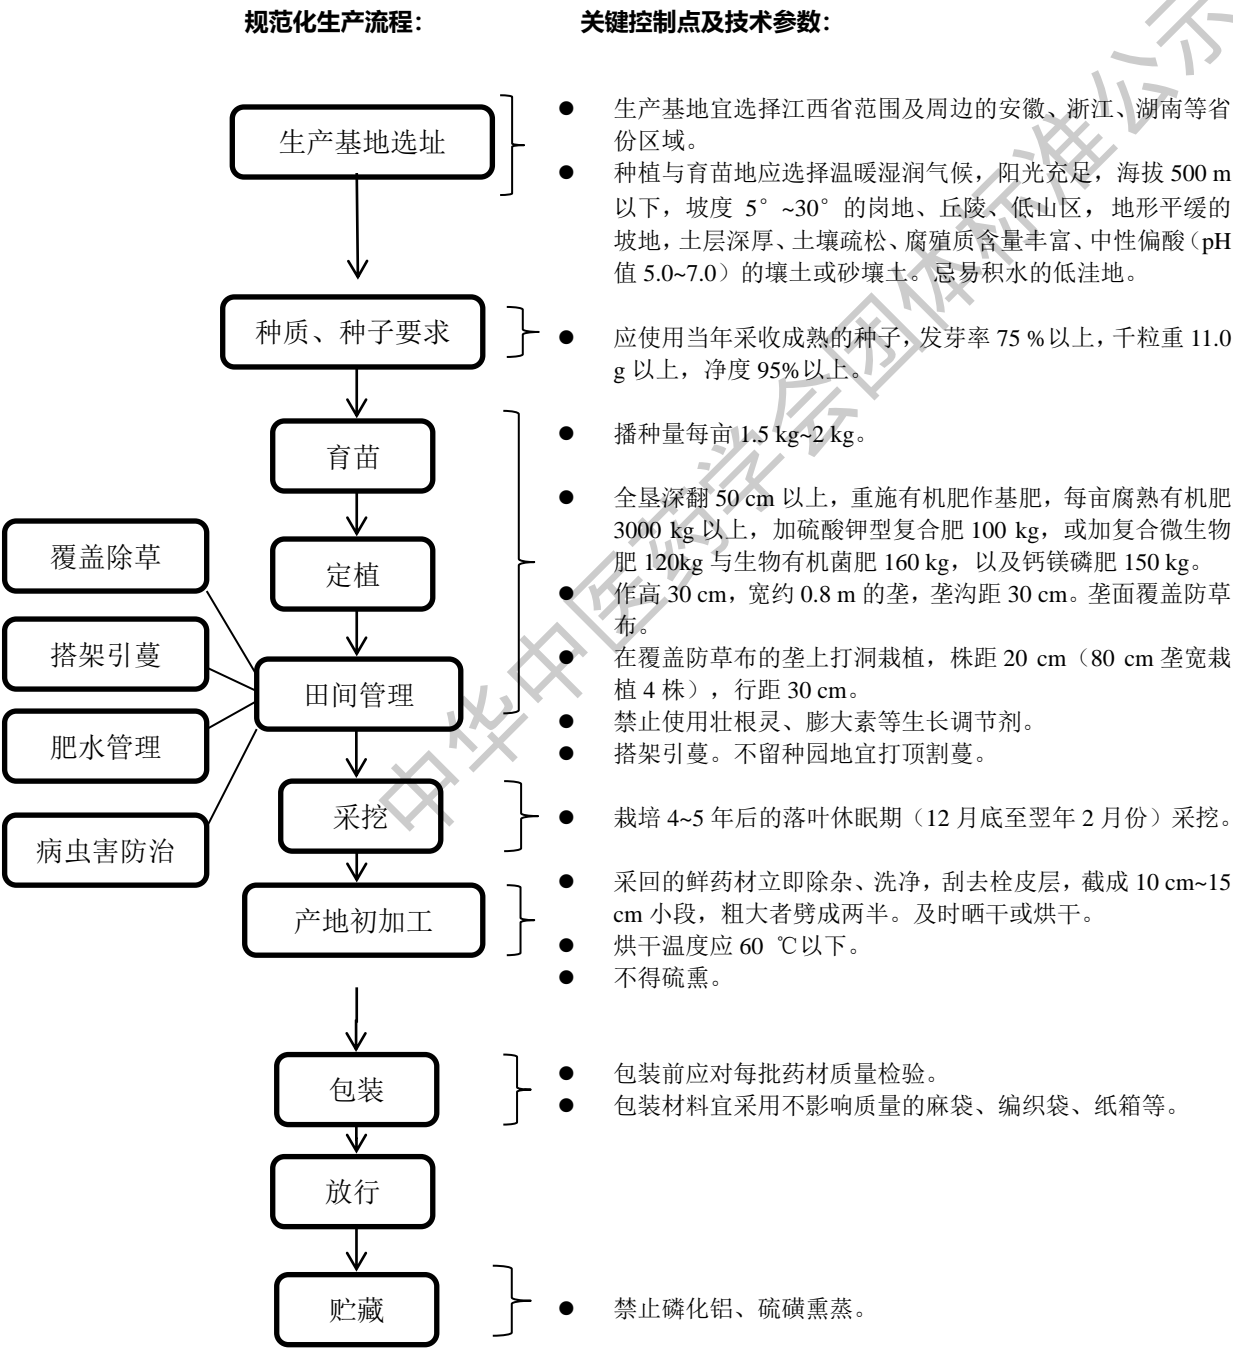 规范化生产流程：
关键控制点及技术参数：
生产基地选址
● 生产基地宜选择江西省范围及周边的安徽、浙江、湖南等省
份区域。
● 种植与育苗地应选择温暖湿润气候，阳光充足，海拔 500 m
以下，坡度 5° ~30° 的岗地、丘陵、低山区，地形平缓的
坡地，土层深厚、土壤疏松、腐殖质含量丰富、中性偏酸（pH
值 5.0~7.0）的壤土或砂壤土。忌易积水的低洼地。
种质、种子要求
● 应使用当年采收成熟的种子，发芽率 75 %以上，千粒重 11.0
g 以上，净度 95%以上。
育苗
● 播种量每亩 1.5 kg~2 kg。
定植
● 全垦深翻 50 cm 以上，重施有机肥作基肥，每亩腐熟有机肥
3000 kg 以上，加硫酸钾型复合肥 100 kg，或加复合微生物
肥 120kg 与生物有机菌肥 160 kg，以及钙镁磷肥 150 kg。
● 作高 30 cm，宽约 0.8 m 的垄，垄沟距 30 cm。垄面覆盖防草
布。
● 在覆盖防草布的垄上打洞栽植，株距 20 cm（80 cm 垄宽栽
植 4 株），行距 30 cm。
● 禁止使用壮根灵、膨大素等生长调节剂。
● 搭架引蔓。不留种园地宜打顶割蔓。
覆盖除草
搭架引蔓
田间管理
肥水管理
病虫害防治
采挖
● 栽培 4~5 年后的落叶休眠期（12 月底至翌年 2 月份）采挖。
产地初加工
● 采回的鲜药材立即除杂、洗净，刮去栓皮层，截成 10 cm~15
cm 小段，粗大者劈成两半。及时晒干或烘干。
● 烘干温度应 60 ℃以下。
● 不得硫熏。
包装
● 包装前应对每批药材质量检验。
● 包装材料宜采用不影响质量的麻袋、编织袋、纸箱等。
放行
贮藏
● 禁止磷化铝、硫磺熏蒸。
中华中医药学会团体标准公示